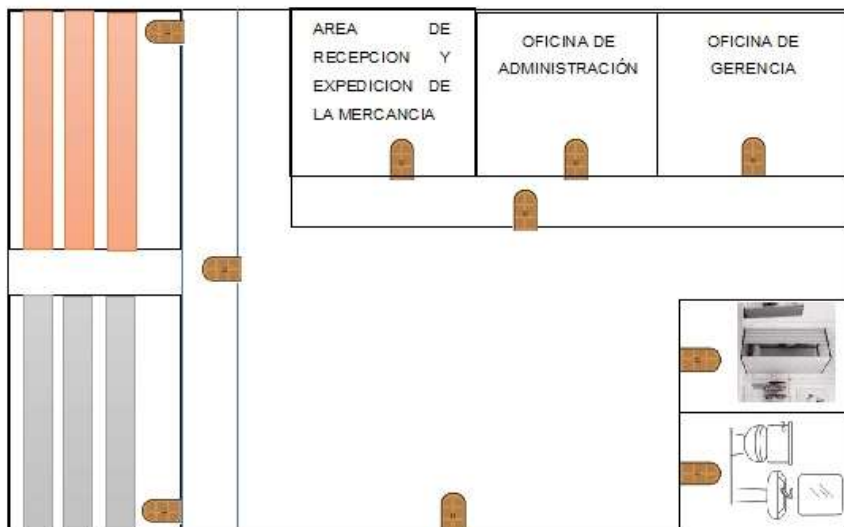 AREA DE
RECEPCION Y
EXPEDICION DE
LA MERCANCIA
OFICINA DE
ADMINISTRACIÓN
OFICINA DE
GERENCIA